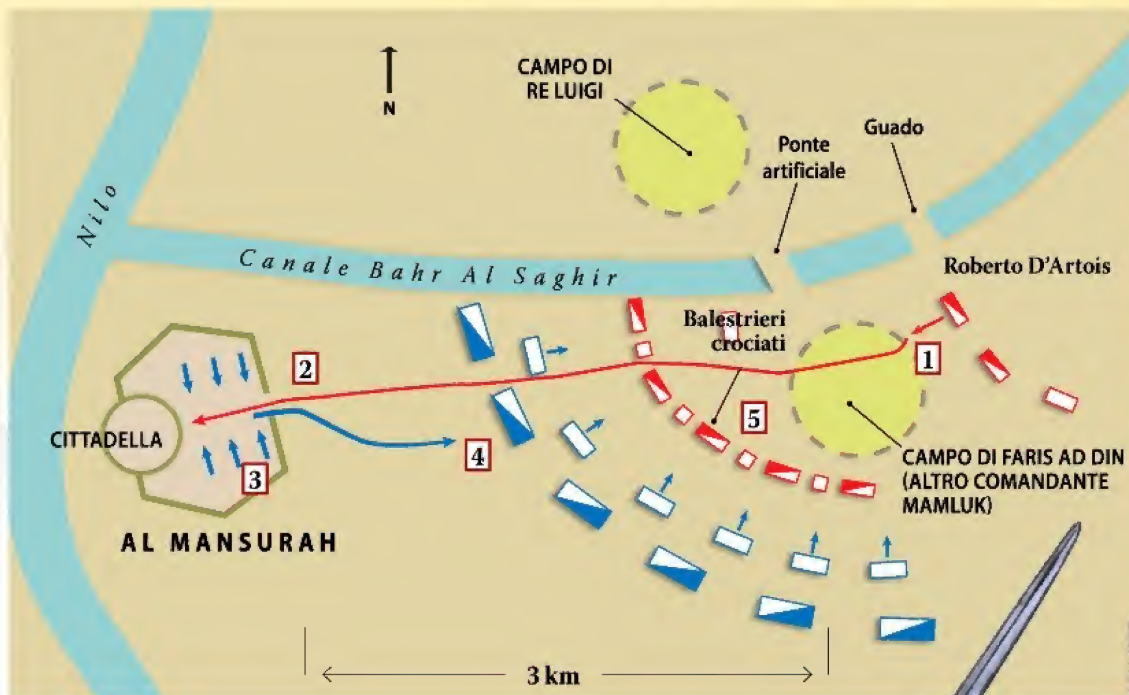 CAMPO DI
RE LUIGI
N
Guado
Ponte
artificiale
Nilo
Canale Bahr Al Saghir
Roberto D'Artois
Balestrieri
crociati
1
2
5
CITTADELLA
4
3
CAMPO DI FARIS AD DIN
(ALTRO COMANDANTE
MAMLUK)
AL MANSURAH
3 km